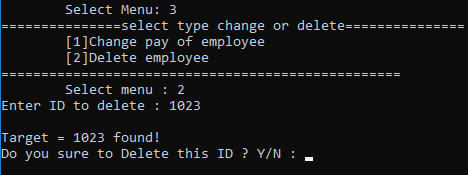 Select Menu: 3
===============select type change or delete===============
[1]Change pay of employee
[2]Delete employee
==================================================
Select menu : 2
Enter ID to delete : 1023
Target = 1023 found!
Do you sure to Delete this ID ? Y/N : _